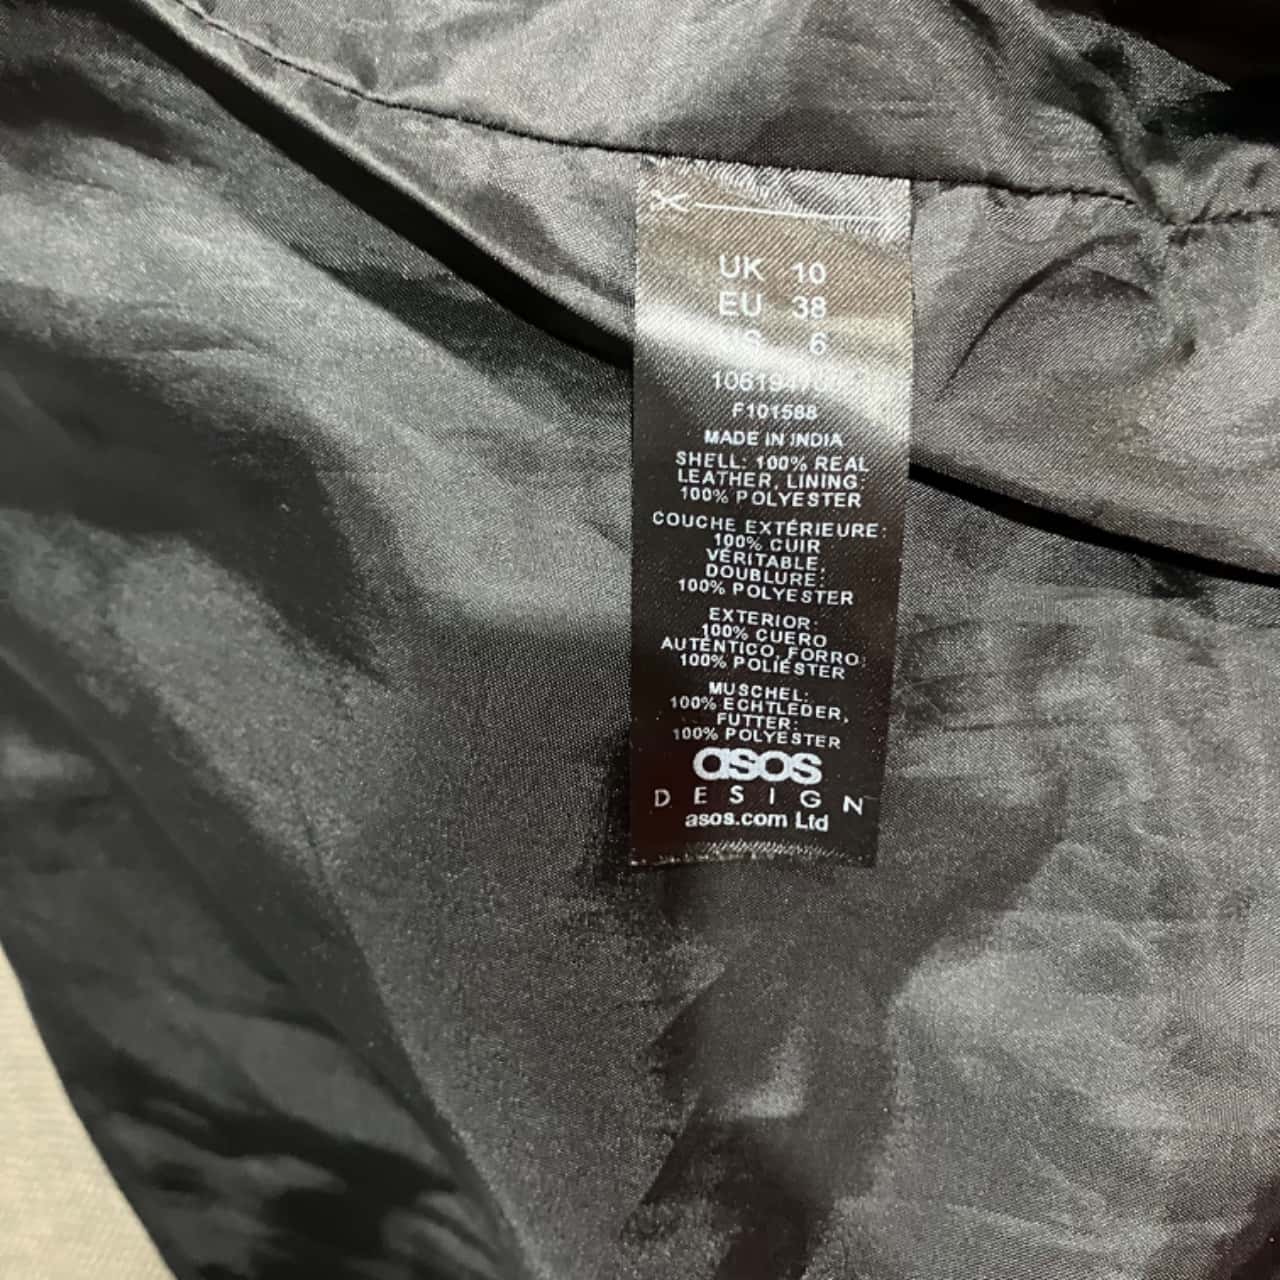 UK 10
EU 38
US 6
F101588
MADE IN INDIA
SHELL: 100% REAL
LEATHER, LINING:
100% POLYESTER
COUCHE EXTÉRIEURE:
100% CUIR
VÉRITABLE,
DOUBLURE:
100% POLYESTER
EXTERIOR:
100% CUERO
AUTÉNTICO, FORRO:
100% POLIÉSTER
MUSCHEL:
100% ECHTLEDER,
FUTTER:
100% POLYESTER
asos
DESIGN
asos.com Ltd